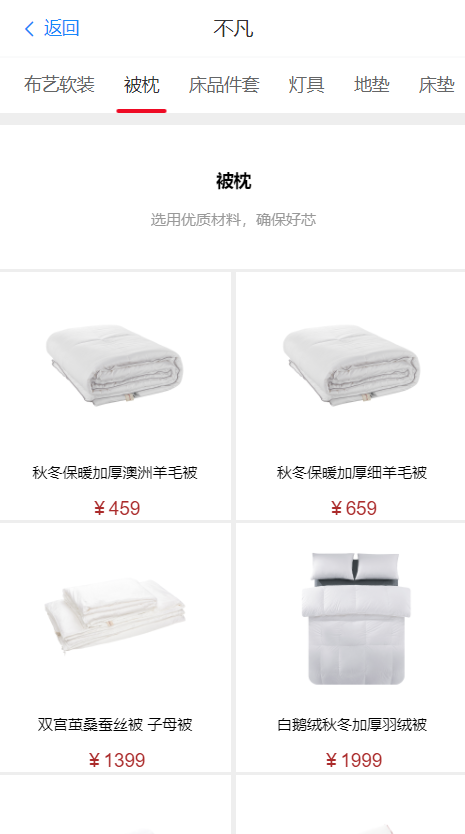 返回
不凡
布艺软装 被枕 床品件套 灯具 地垫 床垫
被枕
选用优质材料，确保好芯
秋冬保暖加厚澳洲羊毛被 秋冬保暖加厚细羊毛被
￥459 ￥659
双宫茧桑蚕丝被 子母被 白鹅绒秋冬加厚羽绒被
￥1399 ￥1999